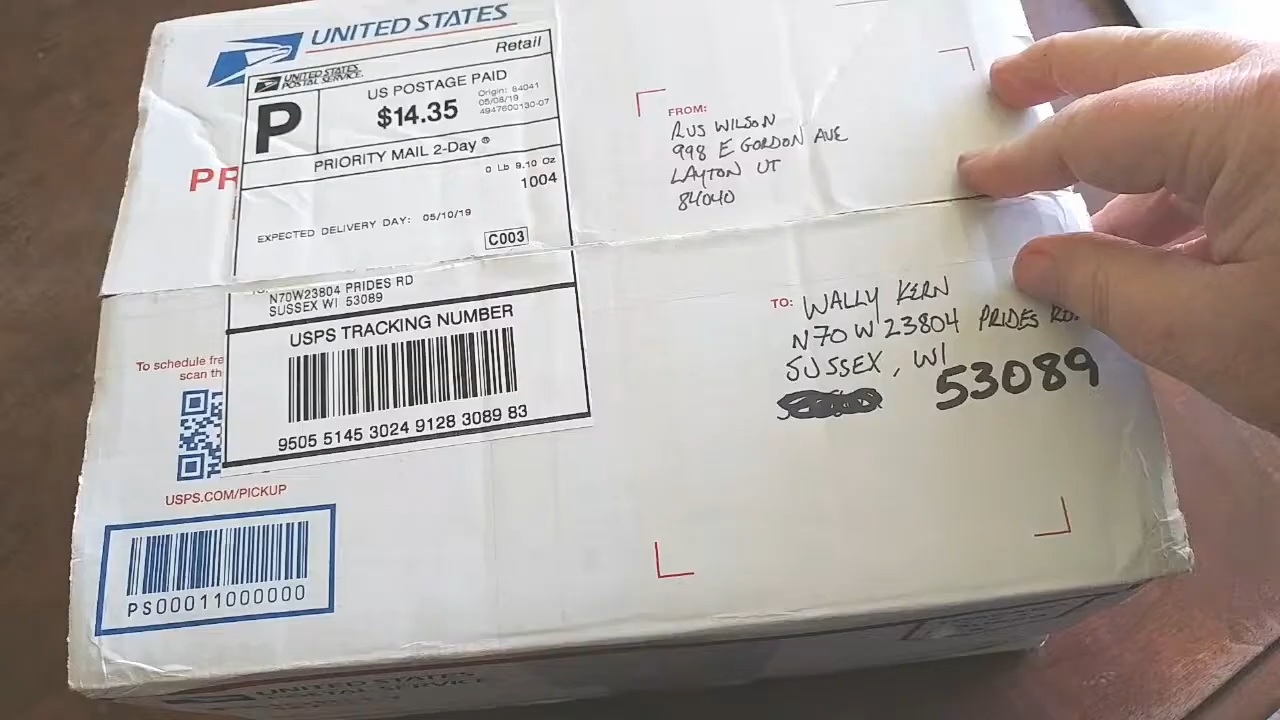 UNITED STATES
Retail
UNITED STATES
POSTAL SERVICE.
P
US POSTAGE PAID
$14.35
Origin: 84041
05/08/19
4947600130-07
PRIORITY MAIL 2-Day ®
0 Lb 9.10 Oz
1004
EXPECTED DELIVERY DAY: 05/10/19
C003
N70W23804 PRIDES RD
SUSSEX WI 53089
USPS TRACKING NUMBER
9505 5145 3024 9128 3089 83
PR
To schedule fre
scan th
USPS.COM/PICKUP
PS00011000000
FROM:
RUS WILSON
998 E GORDON AVE
LAYTON UT
84040
TO: WALLY KERN
N70 W 23804 PRIDES RD.
SUSSEX, WI
53089
UNITED STATES
POSTAL SERVICE